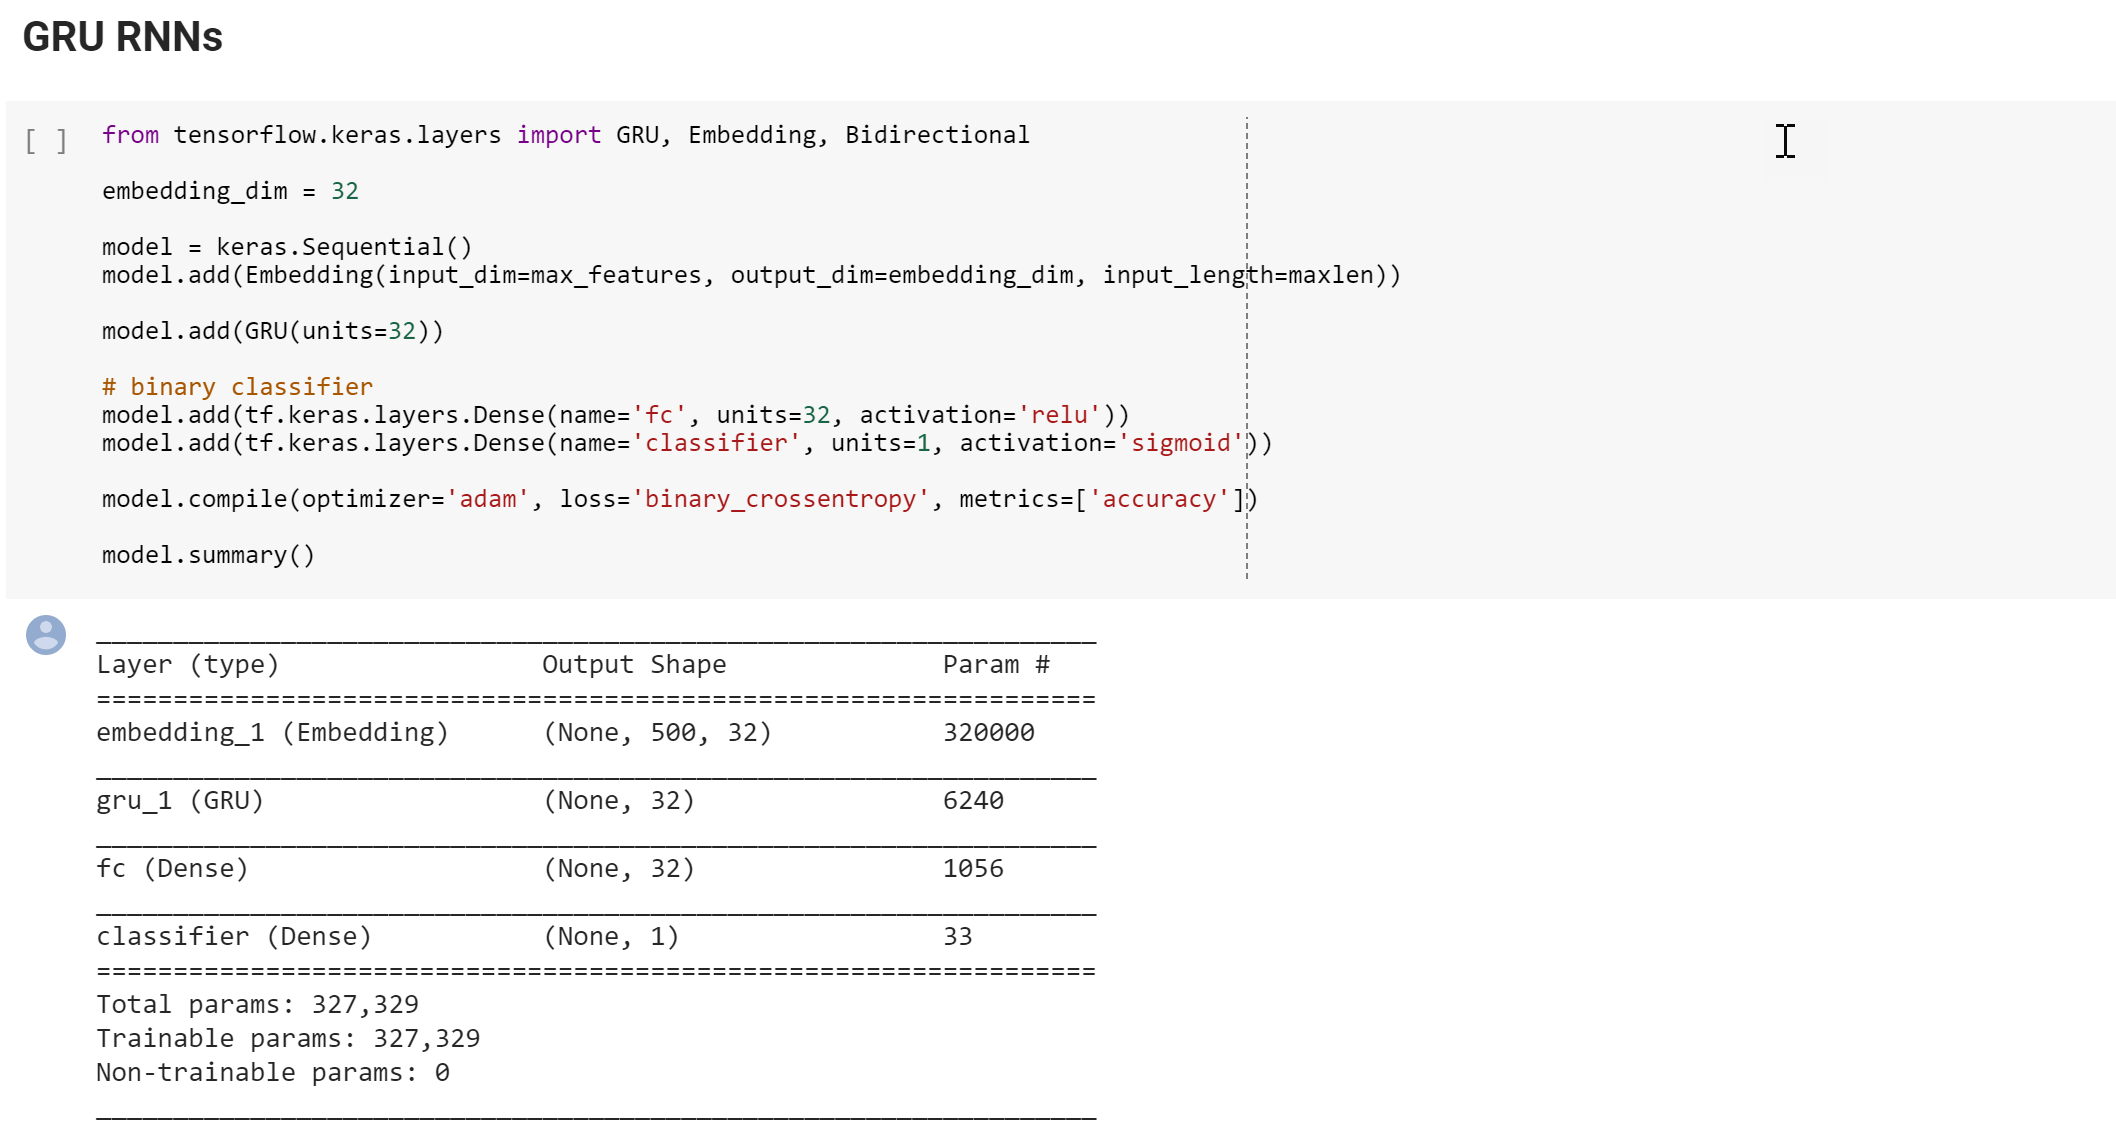 GRU RNNs
[ ] from tensorflow.keras.layers import GRU, Embedding, Bidirectional
embedding_dim = 32
model = keras.Sequential()
model.add(Embedding(input_dim=max_features, output_dim=embedding_dim, input_length=maxlen))
model.add(GRU(units=32))
# binary classifier
model.add(tf.keras.layers.Dense(name='fc', units=32, activation='relu'))
model.add(tf.keras.layers.Dense(name='classifier', units=1, activation='sigmoid'))
model.compile(optimizer='adam', loss='binary_crossentropy', metrics=['accuracy'])
model.summary()
_________________________________________________________________
Layer (type)                 Output Shape              Param #
=================================================================
embedding_1 (Embedding)      (None, 500, 32)           320000
_________________________________________________________________
gru_1 (GRU)                  (None, 32)                6240
_________________________________________________________________
fc (Dense)                   (None, 32)                1056
_________________________________________________________________
classifier (Dense)           (None, 1)                 33
=================================================================
Total params: 327,329
Trainable params: 327,329
Non-trainable params: 0
_________________________________________________________________